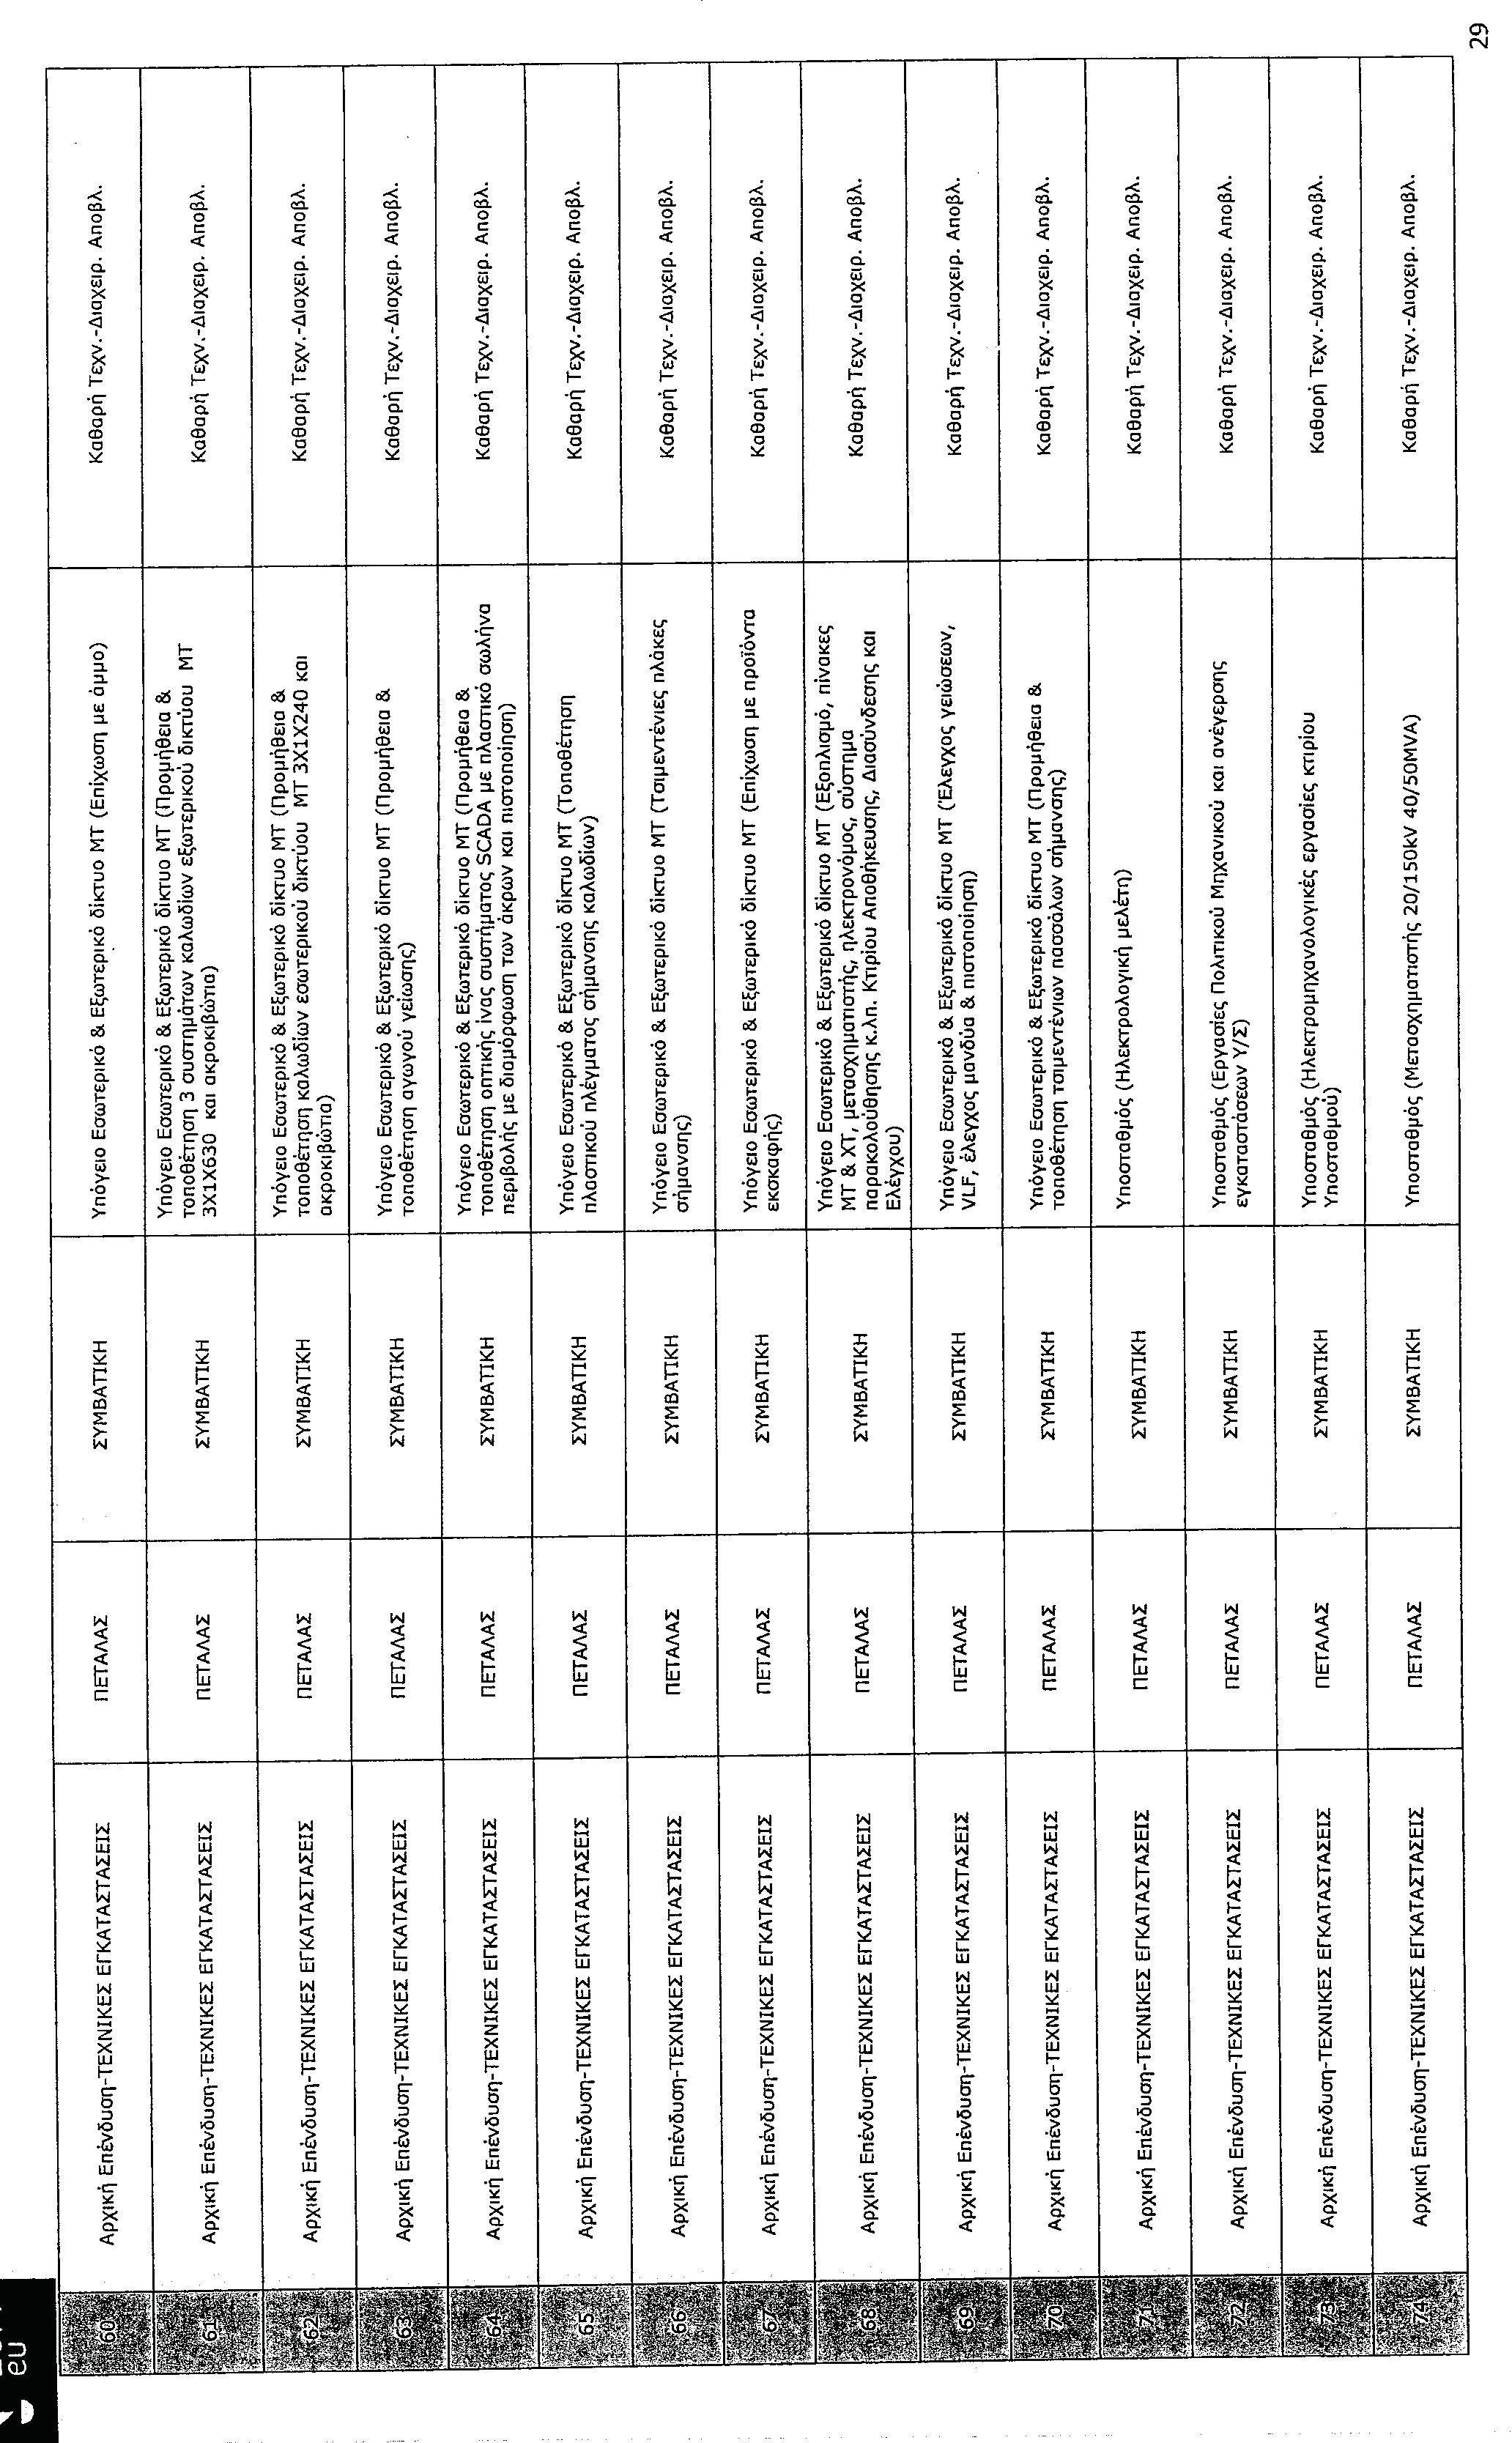 eu
60 Αρχική Επένδυση-ΤΕΧΝΙΚΕΣ ΕΓΚΑΤΑΣΤΑΣΕΙΣ ΠΕΤΑΛΑΣ ΣΥΜΒΑΤΙΚΗ Υπόγειο Εσωτερικό & Εξωτερικό δίκτυο ΜΤ (Επίχωση με άμμο) Καθαρή Τεχν.-Διαχειρ. Αποβλ.
61 Αρχική Επένδυση-ΤΕΧΝΙΚΕΣ ΕΓΚΑΤΑΣΤΑΣΕΙΣ ΠΕΤΑΛΑΣ ΣΥΜΒΑΤΙΚΗ Υπόγειο Εσωτερικό & Εξωτερικό δίκτυο ΜΤ (Προμήθεια &
τοποθέτηση 3 συστημάτων καλωδίων εξωτερικού δικτύου ΜΤ
3Χ1Χ630 και ακροκιβώτια) Καθαρή Τεχν.-Διαχειρ. Αποβλ.
62 Αρχική Επένδυση-ΤΕΧΝΙΚΕΣ ΕΓΚΑΤΑΣΤΑΣΕΙΣ ΠΕΤΑΛΑΣ ΣΥΜΒΑΤΙΚΗ Υπόγειο Εσωτερικό & Εξωτερικό δίκτυο ΜΤ (Προμήθεια &
τοποθέτηση καλωδίων εσωτερικού δικτύου ΜΤ 3Χ1Χ240 και
ακροκιβώτια) Καθαρή Τεχν.-Διαχειρ. Αποβλ.
63 Αρχική Επένδυση-ΤΕΧΝΙΚΕΣ ΕΓΚΑΤΑΣΤΑΣΕΙΣ ΠΕΤΑΛΑΣ ΣΥΜΒΑΤΙΚΗ Υπόγειο Εσωτερικό & Εξωτερικό δίκτυο ΜΤ (Προμήθεια &
τοποθέτηση αγωγού γείωσης) Καθαρή Τεχν.-Διαχειρ. Αποβλ.
64 Αρχική Επένδυση-ΤΕΧΝΙΚΕΣ ΕΓΚΑΤΑΣΤΑΣΕΙΣ ΠΕΤΑΛΑΣ ΣΥΜΒΑΤΙΚΗ Υπόγειο Εσωτερικό & Εξωτερικό δίκτυο ΜΤ (Προμήθεια &
τοποθέτηση οπτικής ίνας συστήματος SCADA με πλαστικό σωλήνα
περιβολής με διαμόρφωση των άκρων και πιστοποίηση) Καθαρή Τεχν.-Διαχειρ. Αποβλ.
65 Αρχική Επένδυση-ΤΕΧΝΙΚΕΣ ΕΓΚΑΤΑΣΤΑΣΕΙΣ ΠΕΤΑΛΑΣ ΣΥΜΒΑΤΙΚΗ Υπόγειο Εσωτερικό & Εξωτερικό δίκτυο ΜΤ (Τοποθέτηση
πλαστικού πλέγματος σήμανσης καλωδίων) Καθαρή Τεχν.-Διαχειρ. Αποβλ.
66 Αρχική Επένδυση-ΤΕΧΝΙΚΕΣ ΕΓΚΑΤΑΣΤΑΣΕΙΣ ΠΕΤΑΛΑΣ ΣΥΜΒΑΤΙΚΗ Υπόγειο Εσωτερικό & Εξωτερικό δίκτυο ΜΤ (Τσιμεντένιες πλάκες
σήμανσης) Καθαρή Τεχν.-Διαχειρ. Αποβλ.
67 Αρχική Επένδυση-ΤΕΧΝΙΚΕΣ ΕΓΚΑΤΑΣΤΑΣΕΙΣ ΠΕΤΑΛΑΣ ΣΥΜΒΑΤΙΚΗ Υπόγειο Εσωτερικό & Εξωτερικό δίκτυο ΜΤ (Επίχωση με προϊόντα
εκσκαφής) Καθαρή Τεχν.-Διαχειρ. Αποβλ.
68 Αρχική Επένδυση-ΤΕΧΝΙΚΕΣ ΕΓΚΑΤΑΣΤΑΣΕΙΣ ΠΕΤΑΛΑΣ ΣΥΜΒΑΤΙΚΗ Υπόγειο Εσωτερικό & Εξωτερικό δίκτυο ΜΤ (Εξοπλισμό, πίνακες
ΜΤ & ΧΤ, μετασχηματιστής, ηλεκτρονόμος, σύστημα
παρακολούθησης κ.λπ. Κτιρίου Αποθήκευσης, Διασύνδεσης και
Ελέγχου) Καθαρή Τεχν.-Διαχειρ. Αποβλ.
69 Αρχική Επένδυση-ΤΕΧΝΙΚΕΣ ΕΓΚΑΤΑΣΤΑΣΕΙΣ ΠΕΤΑΛΑΣ ΣΥΜΒΑΤΙΚΗ Υπόγειο Εσωτερικό & Εξωτερικό δίκτυο ΜΤ (Έλεγχος γειώσεων,
VLF, έλεγχος μανδύα & πιστοποίηση) Καθαρή Τεχν.-Διαχειρ. Αποβλ.
70 Αρχική Επένδυση-ΤΕΧΝΙΚΕΣ ΕΓΚΑΤΑΣΤΑΣΕΙΣ ΠΕΤΑΛΑΣ ΣΥΜΒΑΤΙΚΗ Υπόγειο Εσωτερικό & Εξωτερικό δίκτυο ΜΤ (Προμήθεια &
τοποθέτηση τσιμεντένιων πασσάλων σήμανσης) Καθαρή Τεχν.-Διαχειρ. Αποβλ.
71 Αρχική Επένδυση-ΤΕΧΝΙΚΕΣ ΕΓΚΑΤΑΣΤΑΣΕΙΣ ΠΕΤΑΛΑΣ ΣΥΜΒΑΤΙΚΗ Υποσταθμός (Ηλεκτρολογική μελέτη) Καθαρή Τεχν.-Διαχειρ. Αποβλ.
72 Αρχική Επένδυση-ΤΕΧΝΙΚΕΣ ΕΓΚΑΤΑΣΤΑΣΕΙΣ ΠΕΤΑΛΑΣ ΣΥΜΒΑΤΙΚΗ Υποσταθμός (Εργασίες Πολιτικού Μηχανικού και ανέγερσης
εγκαταστάσεων Υ/Σ) Καθαρή Τεχν.-Διαχειρ. Αποβλ.
73 Αρχική Επένδυση-ΤΕΧΝΙΚΕΣ ΕΓΚΑΤΑΣΤΑΣΕΙΣ ΠΕΤΑΛΑΣ ΣΥΜΒΑΤΙΚΗ Υποσταθμός (Ηλεκτρομηχανολογικές εργασίες κτιρίου
Υποσταθμού) Καθαρή Τεχν.-Διαχειρ. Αποβλ.
74 Αρχική Επένδυση-ΤΕΧΝΙΚΕΣ ΕΓΚΑΤΑΣΤΑΣΕΙΣ ΠΕΤΑΛΑΣ ΣΥΜΒΑΤΙΚΗ Υποσταθμός (Μετασχηματιστής 20/150kV 40/50MVA) Καθαρή Τεχν.-Διαχειρ. Αποβλ.
29